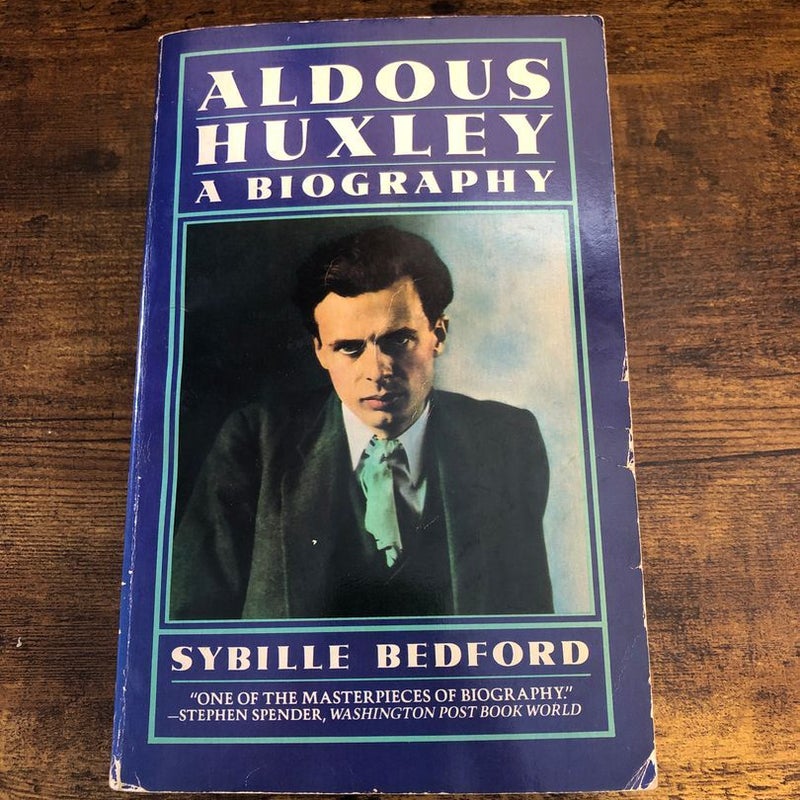 ALDOUS
HUXLEY
A BIOGRAPHY
SYBILLE BEDFORD
“ONE OF THE MASTERPIECES OF BIOGRAPHY.”
—STEPHEN SPENDER, WASHINGTON POST BOOK WORLD